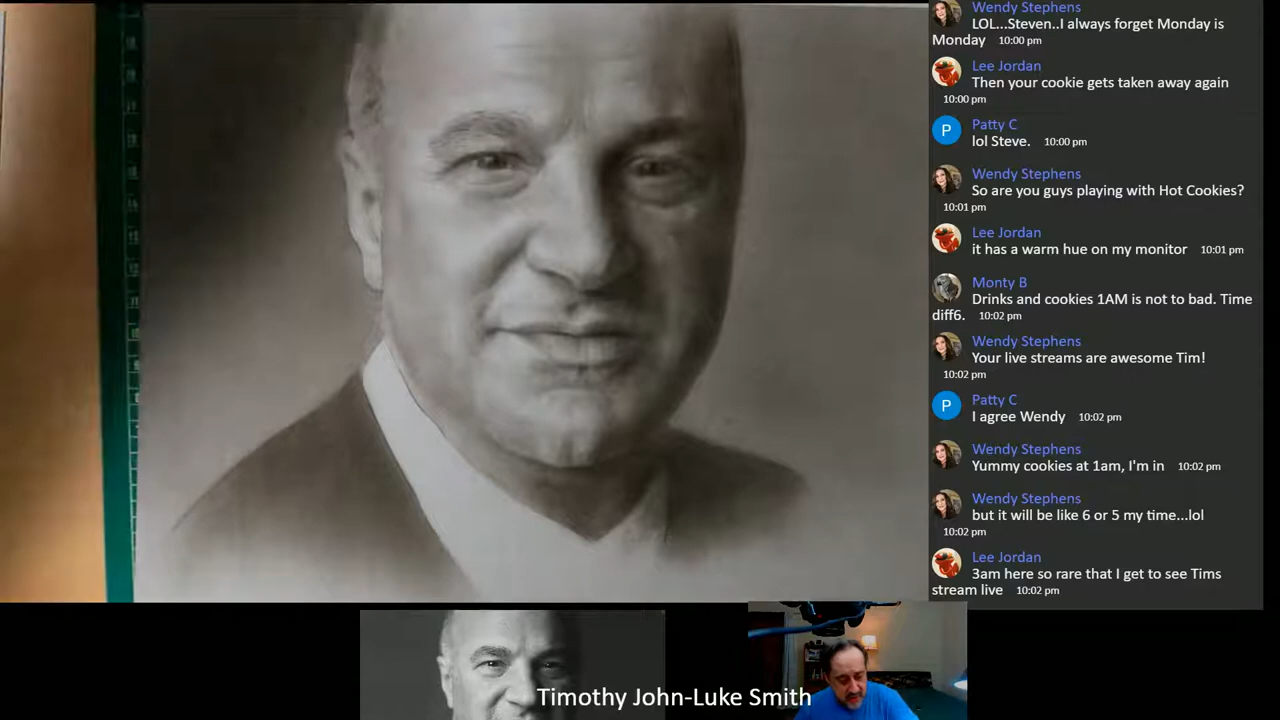 Wendy Stephens
LOL...Steven..I always forget Monday is
Monday 10:00 pm
Lee Jordan
Then your cookie gets taken away again
10:00 pm
P Patty C
lol Steve. 10:00 pm
Wendy Stephens
So are you guys playing with Hot Cookies?
10:01 pm
Lee Jordan
it has a warm hue on my monitor 10:01 pm
Monty B
Drinks and cookies 1AM is not to bad. Time
diff6. 10:02 pm
Wendy Stephens
Your live streams are awesome Tim!
10:02 pm
P Patty C
I agree Wendy 10:02 pm
Wendy Stephens
Yummy cookies at 1am, I'm in 10:02 pm
Wendy Stephens
but it will be like 6 or 5 my time...lol
10:02 pm
Lee Jordan
3am here so rare that I get to see Tims
stream live 10:02 pm
Timothy John-Luke Smith